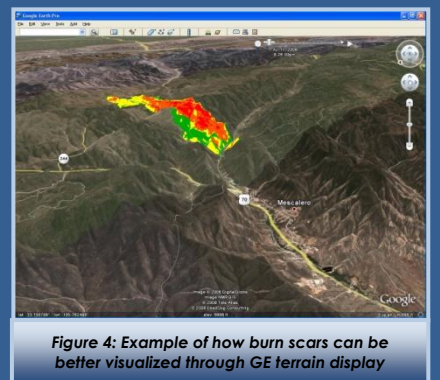 Google Earth Pro
File Edit View Tools Add Help
244
70
Mescalero
Google
Figure 4: Example of how burn scars can be
better visualized through GE terrain display